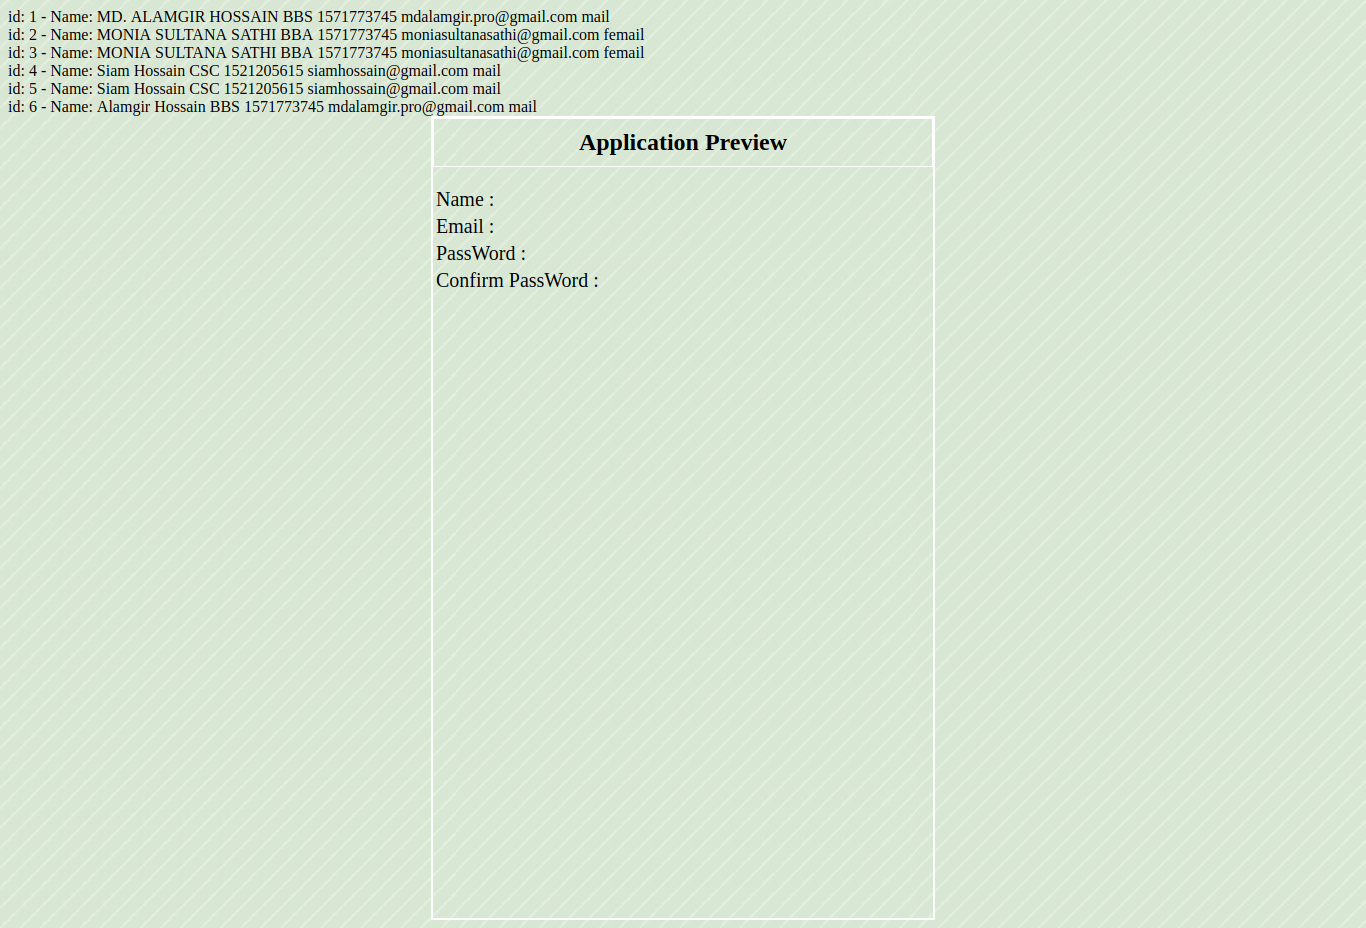 id: 1 - Name: MD. ALAMGIR HOSSAIN BBS 1571773745 mdalamgir.pro@gmail.com mail
id: 2 - Name: MONIA SULTANA SATHI BBA 1571773745 moniasultanasathi@gmail.com femail
id: 3 - Name: MONIA SULTANA SATHI BBA 1571773745 moniasultanasathi@gmail.com femail
id: 4 - Name: Siam Hossain CSC 1521205615 siamhossain@gmail.com mail
id: 5 - Name: Siam Hossain CSC 1521205615 siamhossain@gmail.com mail
id: 6 - Name: Alamgir Hossain BBS 1571773745 mdalamgir.pro@gmail.com mail
Application Preview
Name :
Email :
PassWord :
Confirm PassWord :